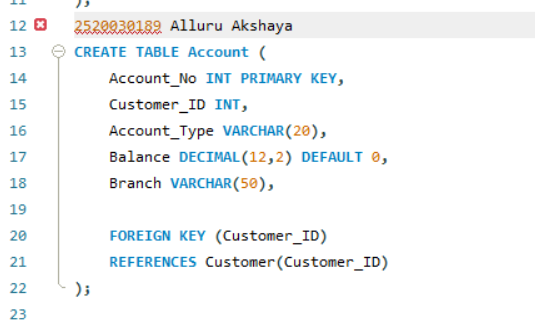 11 );
12 2520030189 Alluru Akshaya
13 CREATE TABLE Account (
14 Account_No INT PRIMARY KEY,
15 Customer_ID INT,
16 Account_Type VARCHAR(20),
17 Balance DECIMAL(12,2) DEFAULT 0,
18 Branch VARCHAR(50),
19
20 FOREIGN KEY (Customer_ID)
21 REFERENCES Customer(Customer_ID)
22 );
23